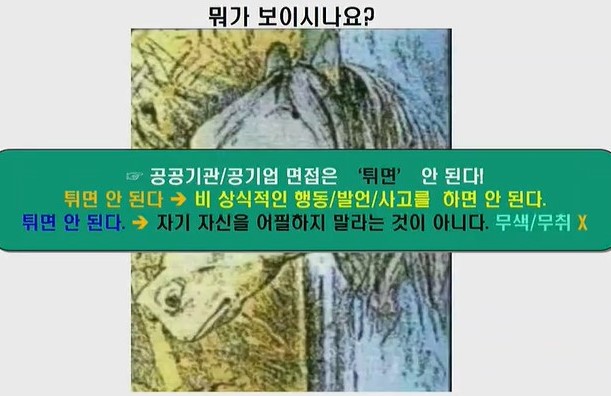 뭐가 보이시나요?
☞ 공공기관/공기업 면접은 '튀면' 안 된다!
튀면 안 된다 ➔ 비 상식적인 행동/발언/사고를 하면 안 된다.
튀면 안 된다. ➔ 자기 자신을 어필하지 말라는 것이 아니다. 무색/무취 X